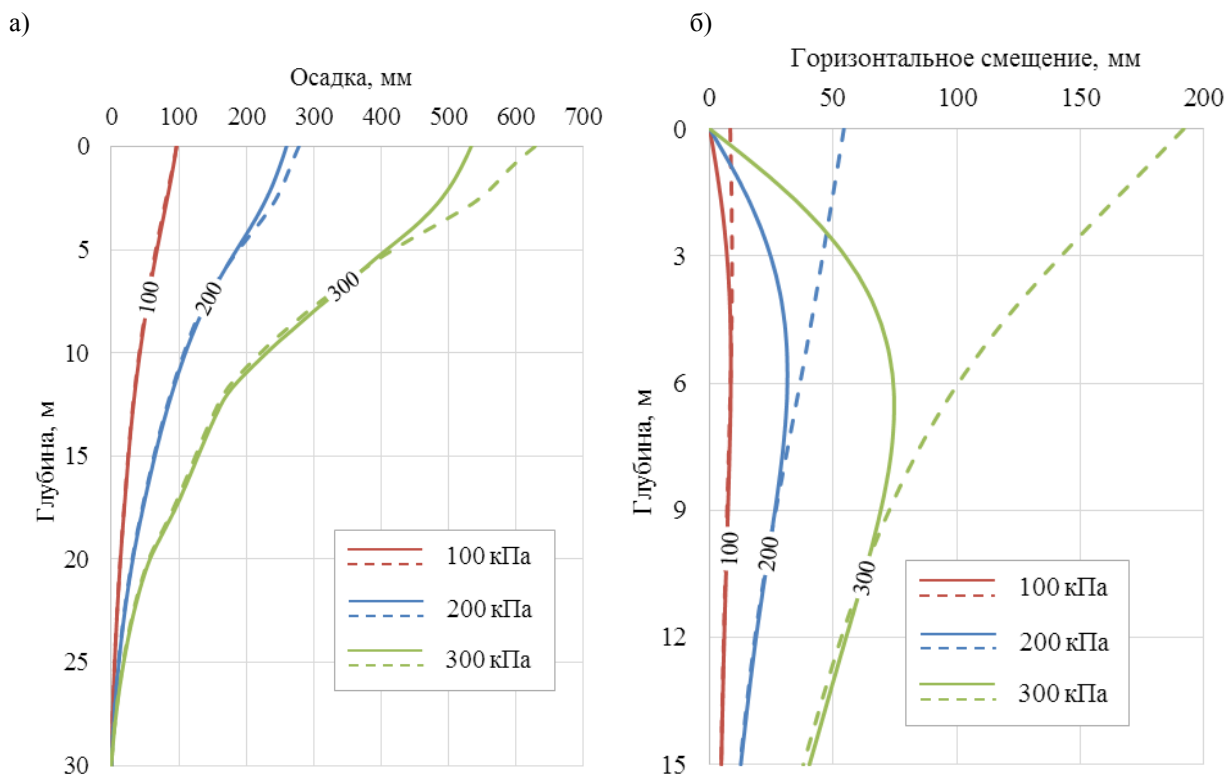 а)
Осадка, мм
0 100 200 300 400 500 600 700
0
5
10
15
20
25
30
Глубина, м
100
200
300
100 кПа
200 кПа
300 кПа
б)
Горизонтальное смещение, мм
0 50 100 150 200
0
3
6
9
12
15
Глубина, м
100
200
300
100 кПа
200 кПа
300 кПа